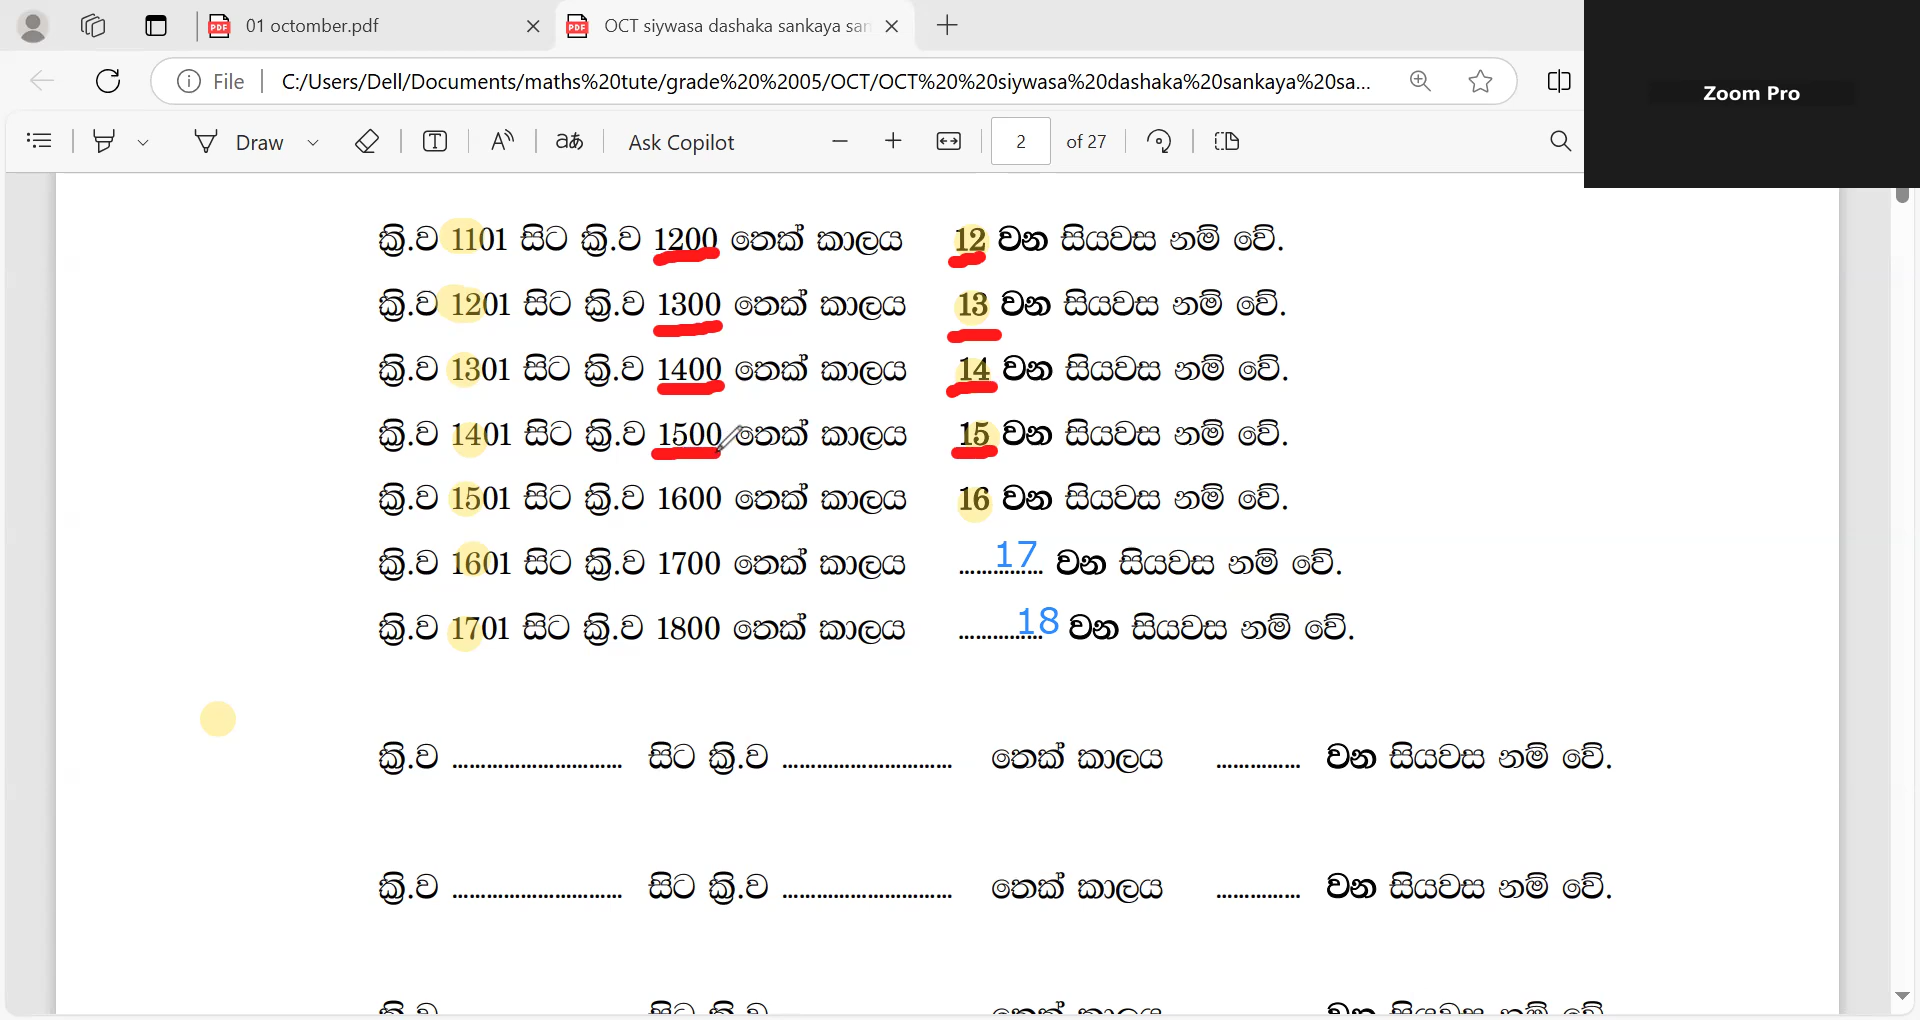 01 octomber.pdf
OCT siywasa dashaka sankaya san
File
C:/Users/Dell/Documents/maths%20tute/grade%20%2005/OCT/OCT%20%20siywasa%20dashaka%20sankaya%20sa...
Draw
Ask Copilot
2 of 27
Zoom Pro
ක්‍රි.ව 1101 සිට ක්‍රි.ව 1200 තෙක් කාලය 12 වන සියවස නම් වේ.
ක්‍රි.ව 1201 සිට ක්‍රි.ව 1300 තෙක් කාලය 13 වන සියවස නම් වේ.
ක්‍රි.ව 1301 සිට ක්‍රි.ව 1400 තෙක් කාලය 14 වන සියවස නම් වේ.
ක්‍රි.ව 1401 සිට ක්‍රි.ව 1500 තෙක් කාලය 15 වන සියවස නම් වේ.
ක්‍රි.ව 1501 සිට ක්‍රි.ව 1600 තෙක් කාලය 16 වන සියවස නම් වේ.
ක්‍රි.ව 1601 සිට ක්‍රි.ව 1700 තෙක් කාලය ......17...... වන සියවස නම් වේ.
ක්‍රි.ව 1701 සිට ක්‍රි.ව 1800 තෙක් කාලය ......18...... වන සියවස නම් වේ.
ක්‍රි.ව .............................. සිට ක්‍රි.ව .............................. තෙක් කාලය ............... වන සියවස නම් වේ.
ක්‍රි.ව .............................. සිට ක්‍රි.ව .............................. තෙක් කාලය ............... වන සියවස නම් වේ.